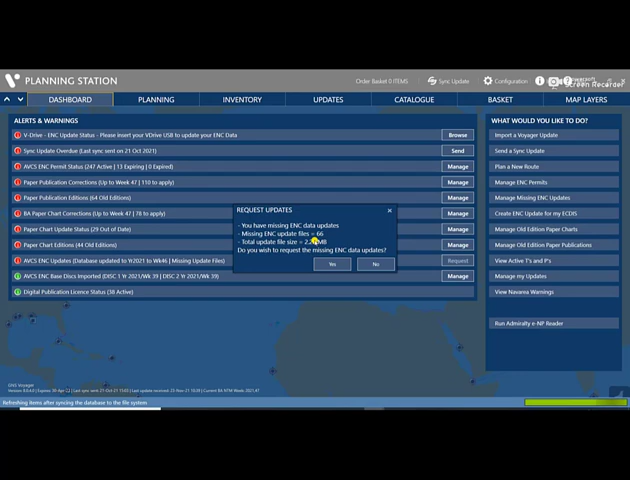 PLANNING STATION
Order Basket 0 ITEMS
Sync Update
Configuration
Screen Recorder
DASHBOARD PLANNING INVENTORY UPDATES CATALOGUE BASKET MAP LAYERS
ALERTS & WARNINGS
V-Drive - ENC Update Status - Please insert your VDrive USB to update your ENC Data Browse
Sync Update Overdue (Last sync sent on 21 Oct 2021) Send
AVCS ENC Permit Status (247 Active | 13 Expiring | 0 Expired) Manage
Paper Publication Corrections (Up to Week 47 | 110 to apply) Manage
Paper Publication Editions (64 Old Editions) Manage
BA Paper Chart Corrections (Up to Week 47 | 78 to apply) Manage
Paper Chart Update Status (29 Out of Date) Manage
Paper Chart Editions (44 Old Editions) Manage
AVCS ENC Updates (Database updated to Yr2021 to Wk46 | Missing Update Files) Request
AVCS ENC Base Discs Imported (DISC 1 Yr 2021/Wk 39 | DISC 2 Yr 2021/Wk 39) Manage
Digital Publication Licence Status (38 Active)
REQUEST UPDATES
- You have missing ENC data updates
- Missing ENC update files = 66
- Total update file size = MB
Do you wish to request the missing ENC data updates?
Yes No
WHAT WOULD YOU LIKE TO DO?
Import a Voyager Update
Send a Sync Update
Plan a New Route
Manage ENC Permits
Manage Missing ENC Updates
Create ENC Update for my ECDIS
Manage Old Edition Paper Charts
Manage Old Edition Paper Publications
View Active T's and P's
Manage my Updates
View Navarea Warnings
Run Admiralty e-NP Reader
GNS Voyager
Refreshing items after syncing the database to the file system